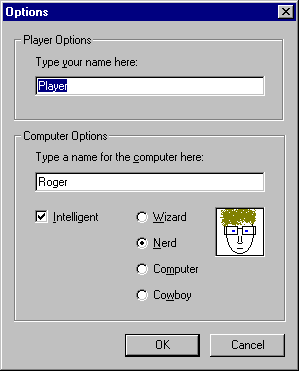 Options
Player Options
Type your name here:
Player
Computer Options
Type a name for the computer here:
Roger
Intelligent
Wizard
Nerd
Computer
Cowboy
OK
Cancel